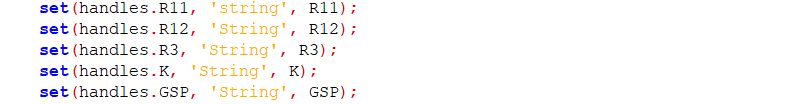 set(handles.R11, 'string', R11);
set(handles.R12, 'String', R12);
set(handles.R3, 'String', R3);
set(handles.K, 'String', K);
set(handles.GSP, 'String', GSP);